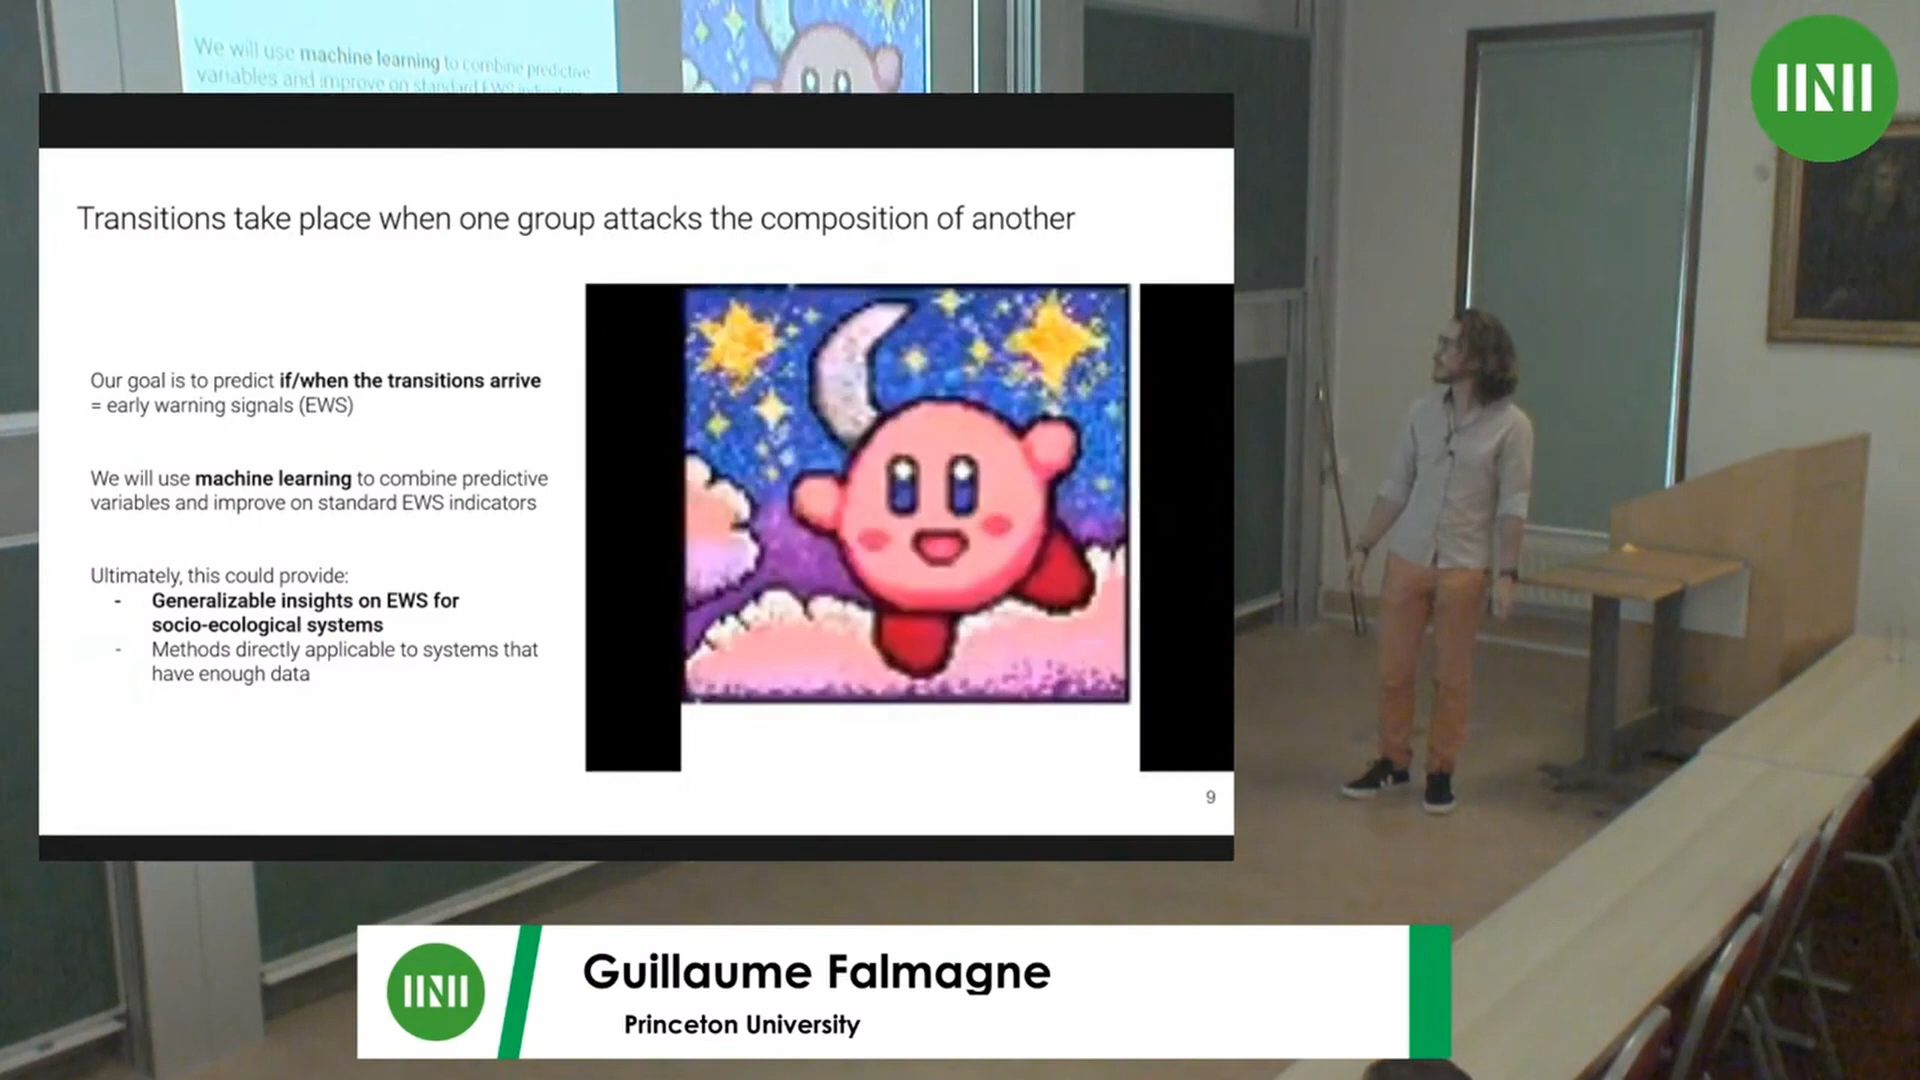 We will use machine learning to combine predictive
variables and improve on standard EWS
Transitions take place when one group attacks the composition of another
Our goal is to predict if/when the transitions arrive
= early warning signals (EWS)
We will use machine learning to combine predictive
variables and improve on standard EWS indicators
Ultimately, this could provide:
- Generalizable insights on EWS for
socio-ecological systems
- Methods directly applicable to systems that
have enough data
9
Guillaume Falmagne
Princeton University